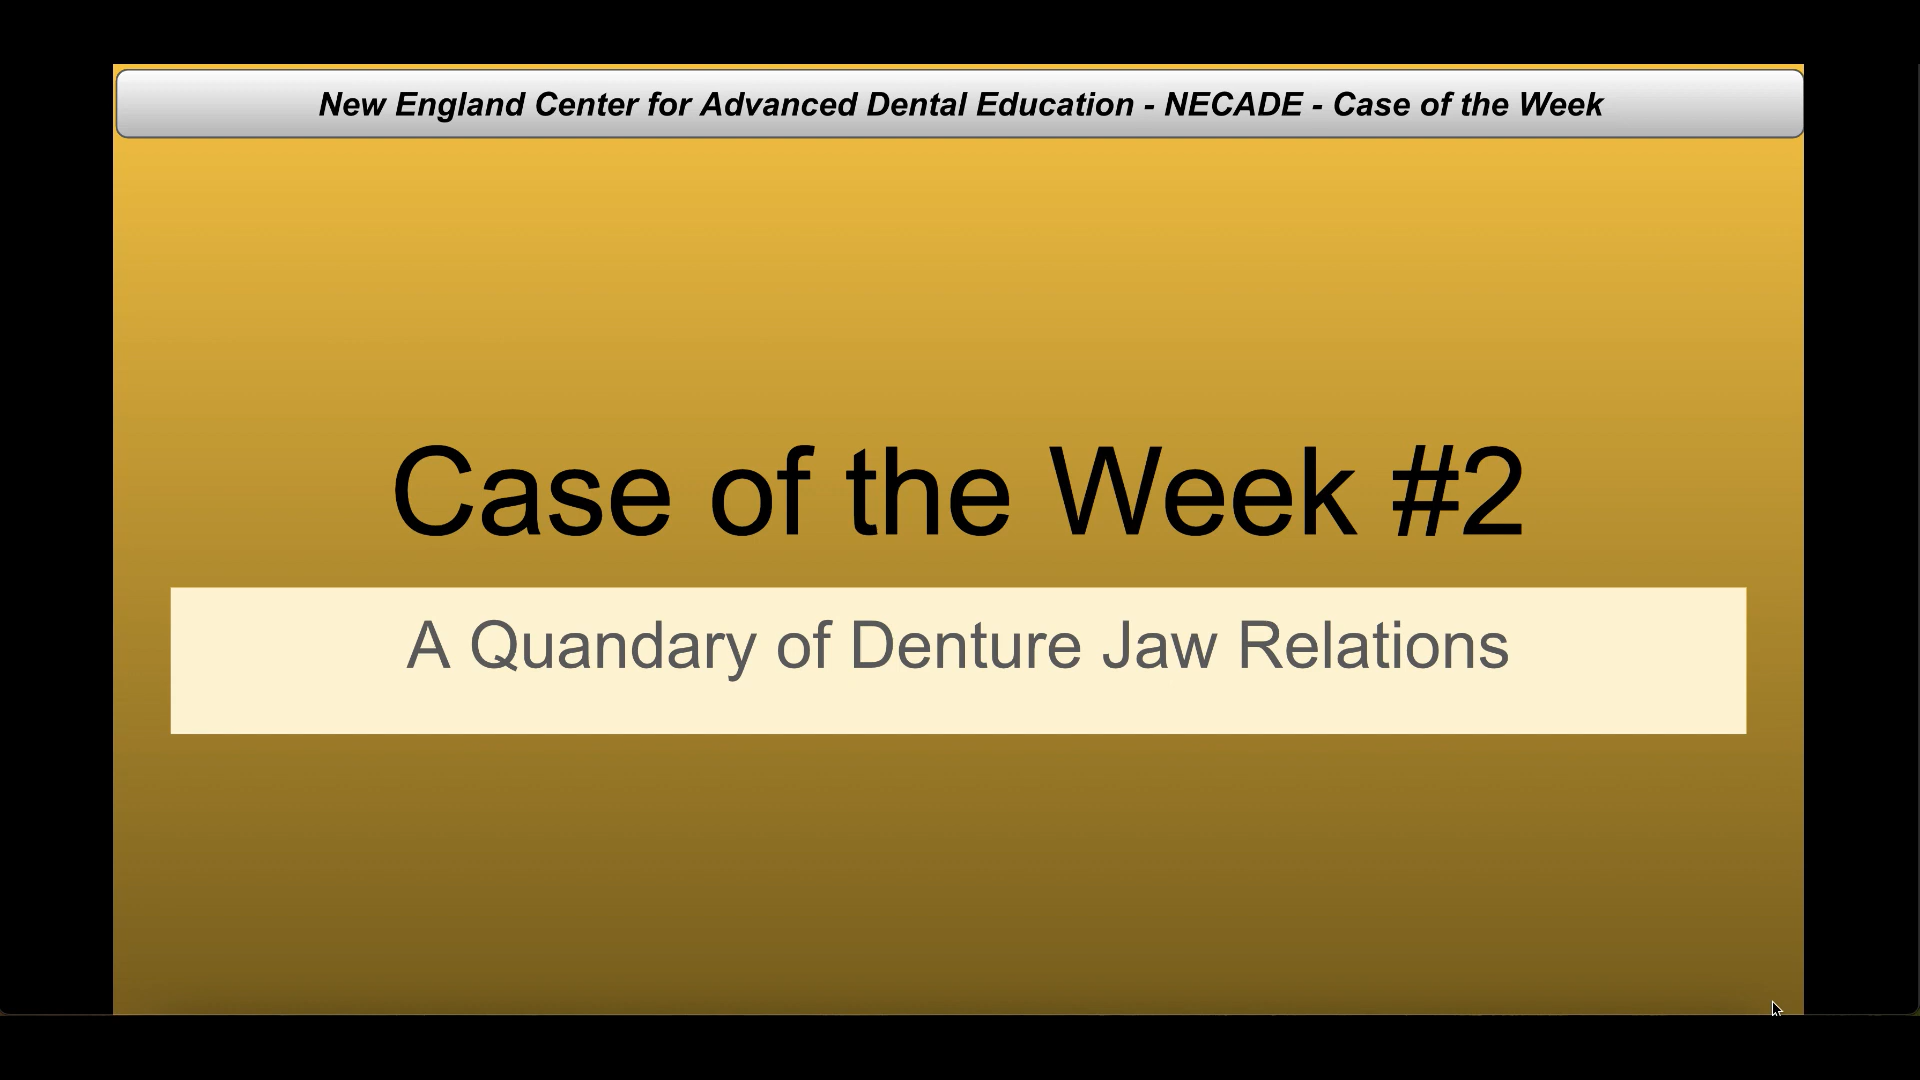 New England Center for Advanced Dental Education - NECADE - Case of the Week
Case of the Week #2
A Quandary of Denture Jaw Relations